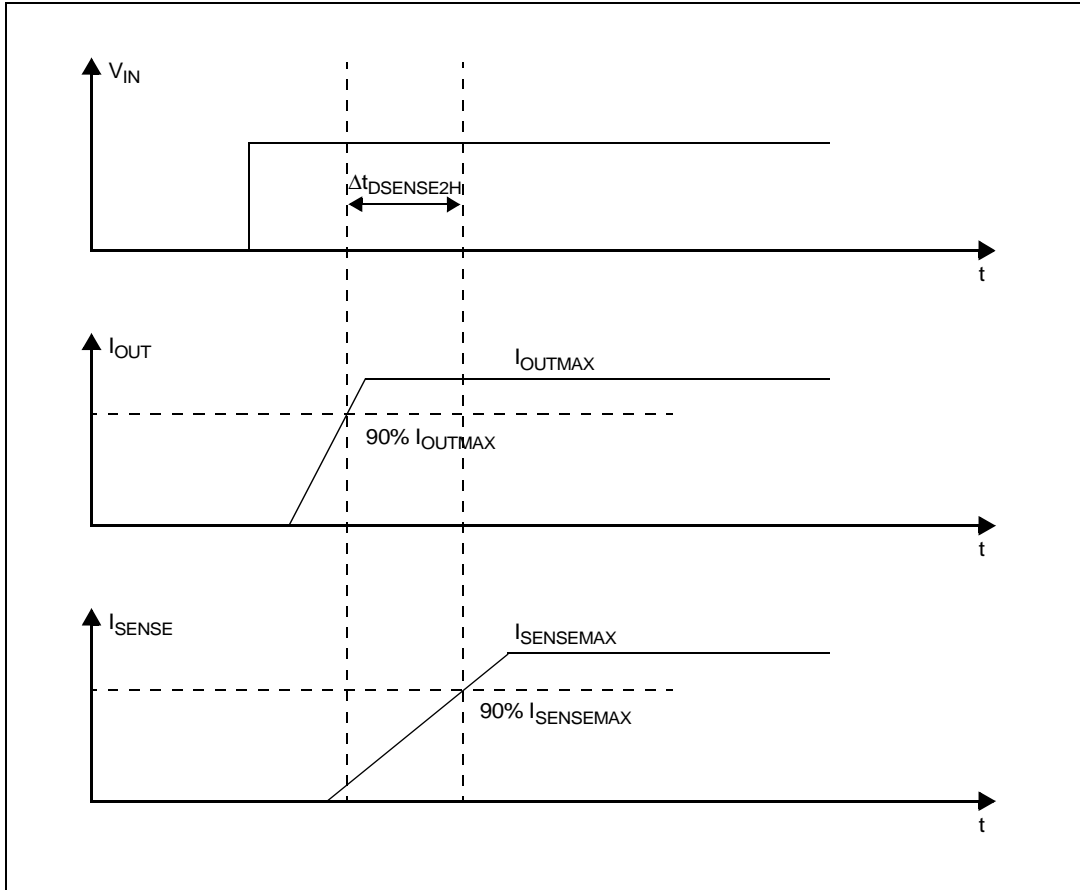 V_IN
Δt_DSENSE2H
t
I_OUT
I_OUTMAX
90% I_OUTMAX
t
I_SENSE
I_SENSEMAX
90% I_SENSEMAX
t